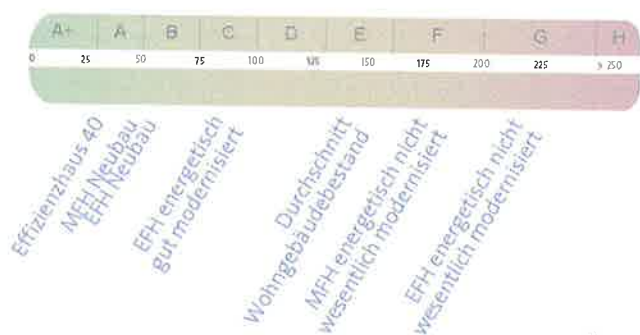 A+ A B C D E F G H
0 25 50 75 100 125 150 175 200 225 > 250
Effizienzhaus 40
MFH Neubau
EFH Neubau
EFH energetisch
gut modernisiert
Durchschnitt
Wohngebäudebestand
MFH energetisch nicht
wesentlich modernisiert
EFH energetisch nicht
wesentlich modernisiert